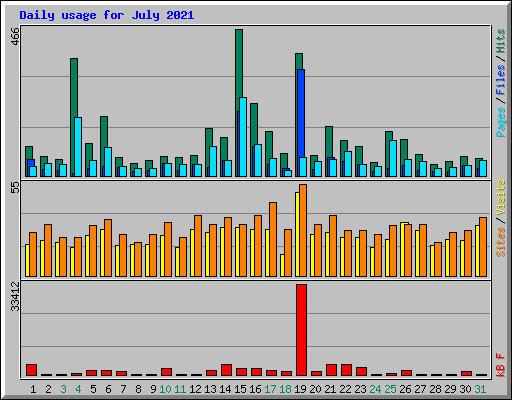 Daily usage for July 2021
466
Pages / Files / Hits
55
Sites / Visits
33412
kB F
1 2 3 4 5 6 7 8 9 10 11 12 13 14 15 16 17 18 19 20 21 22 23 24 25 26 27 28 29 30 31